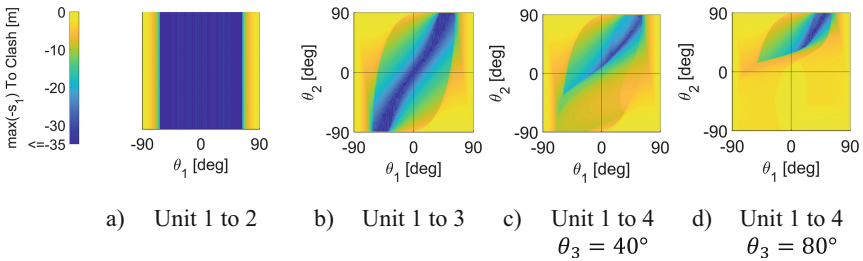 max(-s₁) To Clash [m]
0
-10
-20
-30
<=-35
-90
0
90
θ₁ [deg]
90
0
-90
θ₂ [deg]
-90
0
90
θ₁ [deg]
90
0
-90
θ₂ [deg]
-90
0
90
θ₁ [deg]
90
0
-90
θ₂ [deg]
-90
0
90
θ₁ [deg]
a) Unit 1 to 2
b) Unit 1 to 3
c) Unit 1 to 4
θ₃ = 40°
d) Unit 1 to 4
θ₃ = 80°